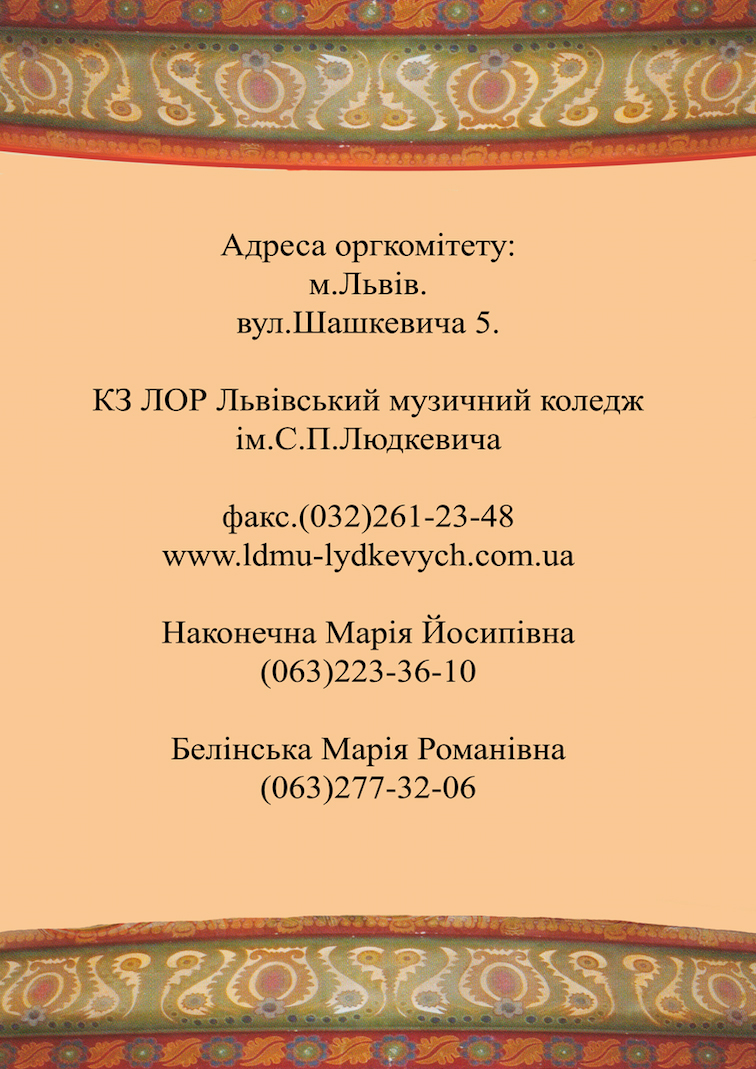 Адреса оргкомітету:
м.Львів.
вул.Шашкевича 5.
КЗ ЛОР Львівський музичний коледж
ім.С.П.Людкевича
факс.(032)261-23-48
www.ldmu-lydkevych.com.ua
Наконечна Марія Йосипівна
(063)223-36-10
Белінська Марія Романівна
(063)277-32-06